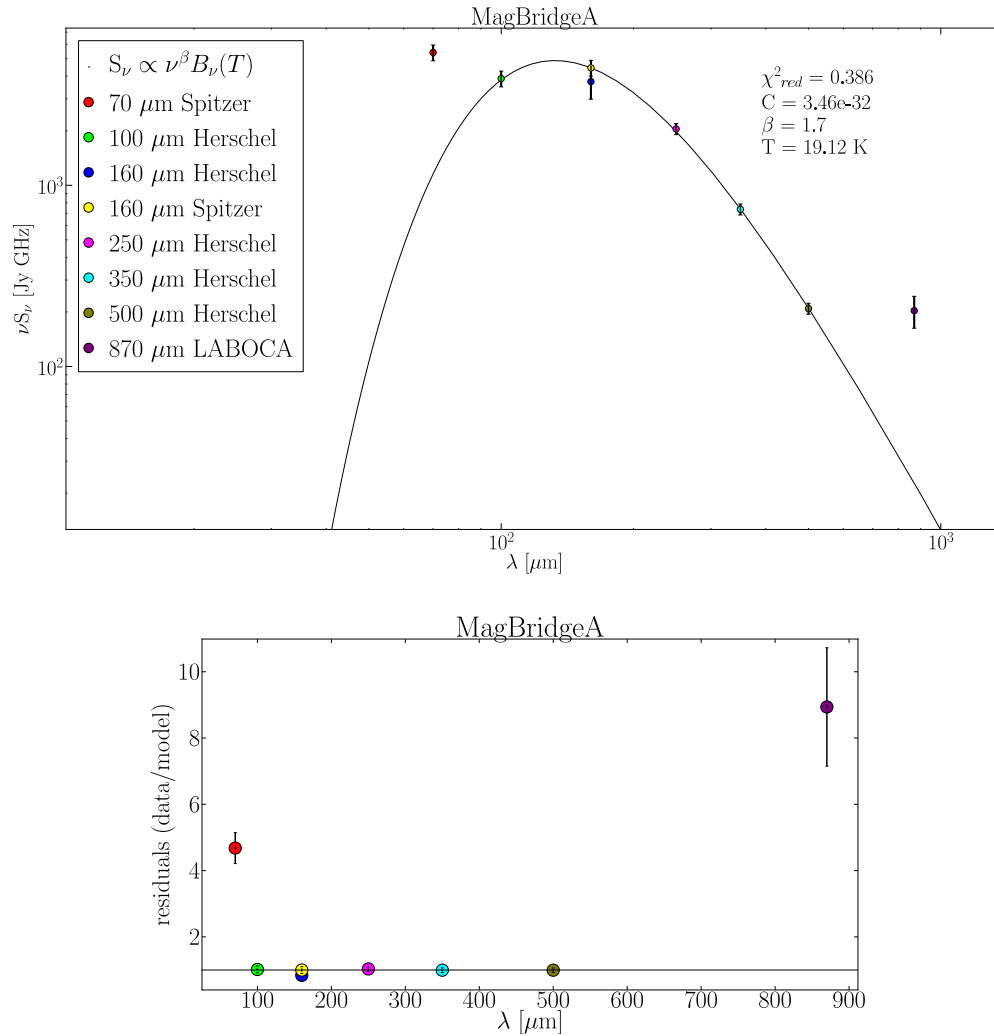 MagBridgeA
S_ν ∝ ν^β B_ν(T)
70 μm Spitzer
100 μm Herschel
160 μm Herschel
160 μm Spitzer
250 μm Herschel
350 μm Herschel
500 μm Herschel
870 μm LABOCA
χ²_red = 0.386
C = 3.46e-32
β = 1.7
T = 19.12 K
νS_ν [Jy GHz]
10³
10²
10² 10³
λ [μm]
MagBridgeA
residuals (data/model)
10
8
6
4
2
100 200 300 400 500 600 700 800 900
λ [μm]